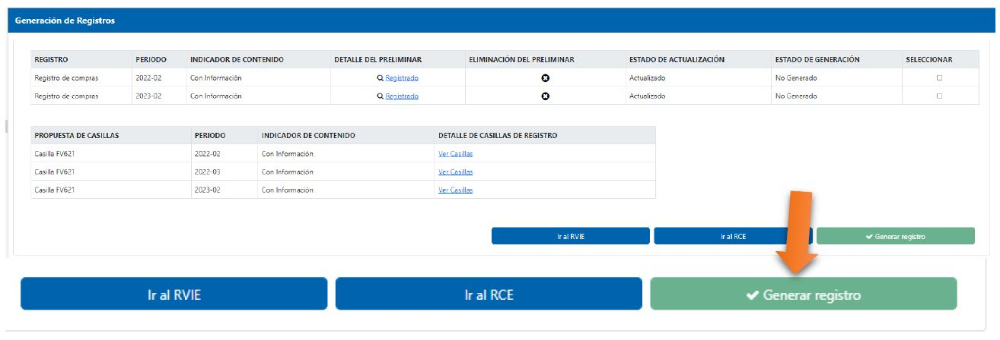 Generación de Registros
REGISTRO PERIODO INDICADOR DE CONTENIDO DETALLE DEL PRELIMINAR ELIMINACIÓN DEL PRELIMINAR ESTADO DE ACTUALIZACIÓN ESTADO DE GENERACIÓN SELECCIONAR
Registro de compras 2022-02 Con Información Registrado Actualizado No Generado
Registro de compras 2023-02 Con Información Registrado Actualizado No Generado
PROPUESTA DE CASILLAS PERIODO INDICADOR DE CONTENIDO DETALLE DE CASILLAS DE REGISTRO
Casilla FV621 2022-02 Con Información Ver Casillas
Casilla FV621 2022-03 Con Información Ver Casillas
Casilla FV621 2023-02 Con Información Ver Casillas
Ir al RVIE Ir al RCE Generar registro
Ir al RVIE Ir al RCE Generar registro